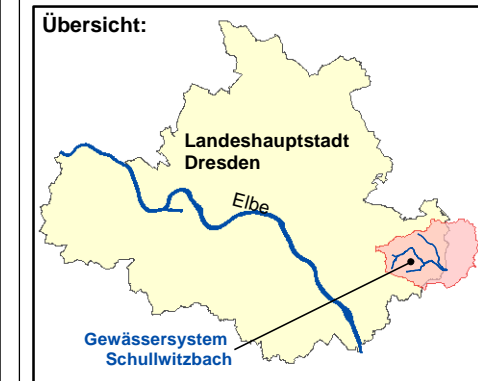 Übersicht:
Landeshauptstadt
Dresden
Elbe
Gewässersystem
Schullwitzbach